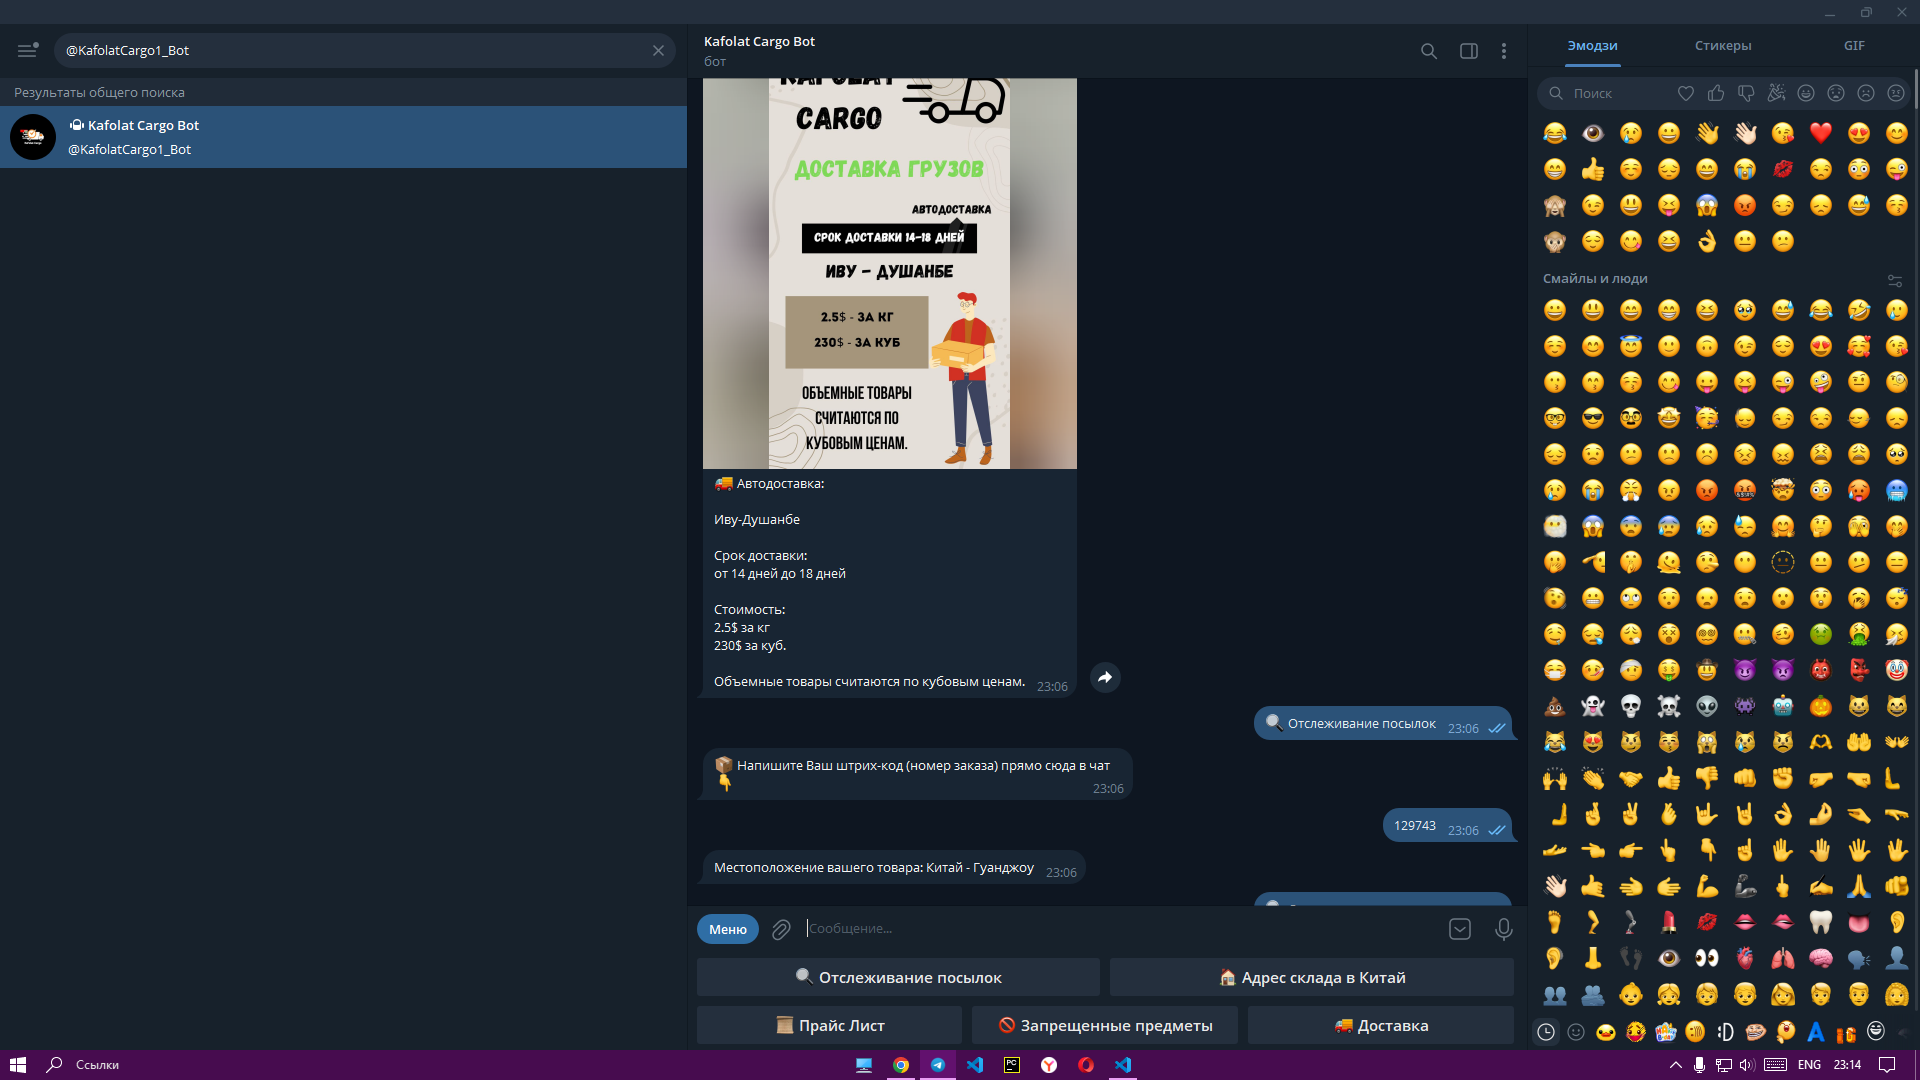 @KafolatCargo1_Bot
Результаты общего поиска
Kafolat Cargo Bot
@KafolatCargo1_Bot
Kafolat Cargo Bot
бот
KAFOLAT
CARGO
ДОСТАВКА ГРУЗОВ
АВТОДОСТАВКА
СРОК ДОСТАВКИ 14-18 ДНЕЙ
ИВУ - ДУШАНБЕ
2.5$ - ЗА КГ
230$ - ЗА КУБ
ОБЪЕМНЫЕ ТОВАРЫ
СЧИТАЮТСЯ ПО
КУБОВЫМ ЦЕНАМ.
🚚 Автодоставка:
Иву-Душанбе
Срок доставки:
от 14 дней до 18 дней
Стоимость:
2.5$ за кг
230$ за куб.
Объемные товары считаются по кубовым ценам. 23:06
🔍 Отслеживание посылок 23:06
📦 Напишите Ваш штрих-код (номер заказа) прямо сюда в чат
👇 23:06
129743 23:06
Местоположение вашего товара: Китай - Гуанджоу 23:06
Меню
Сообщение...
🔍 Отслеживание посылок
🏠 Адрес склада в Китай
Прайс Лист
🚫 Запрещенные предметы
🚚 Доставка
Эмодзи
Стикеры
GIF
Поиск
Смайлы и люди
Ссылки
ENG
23:14